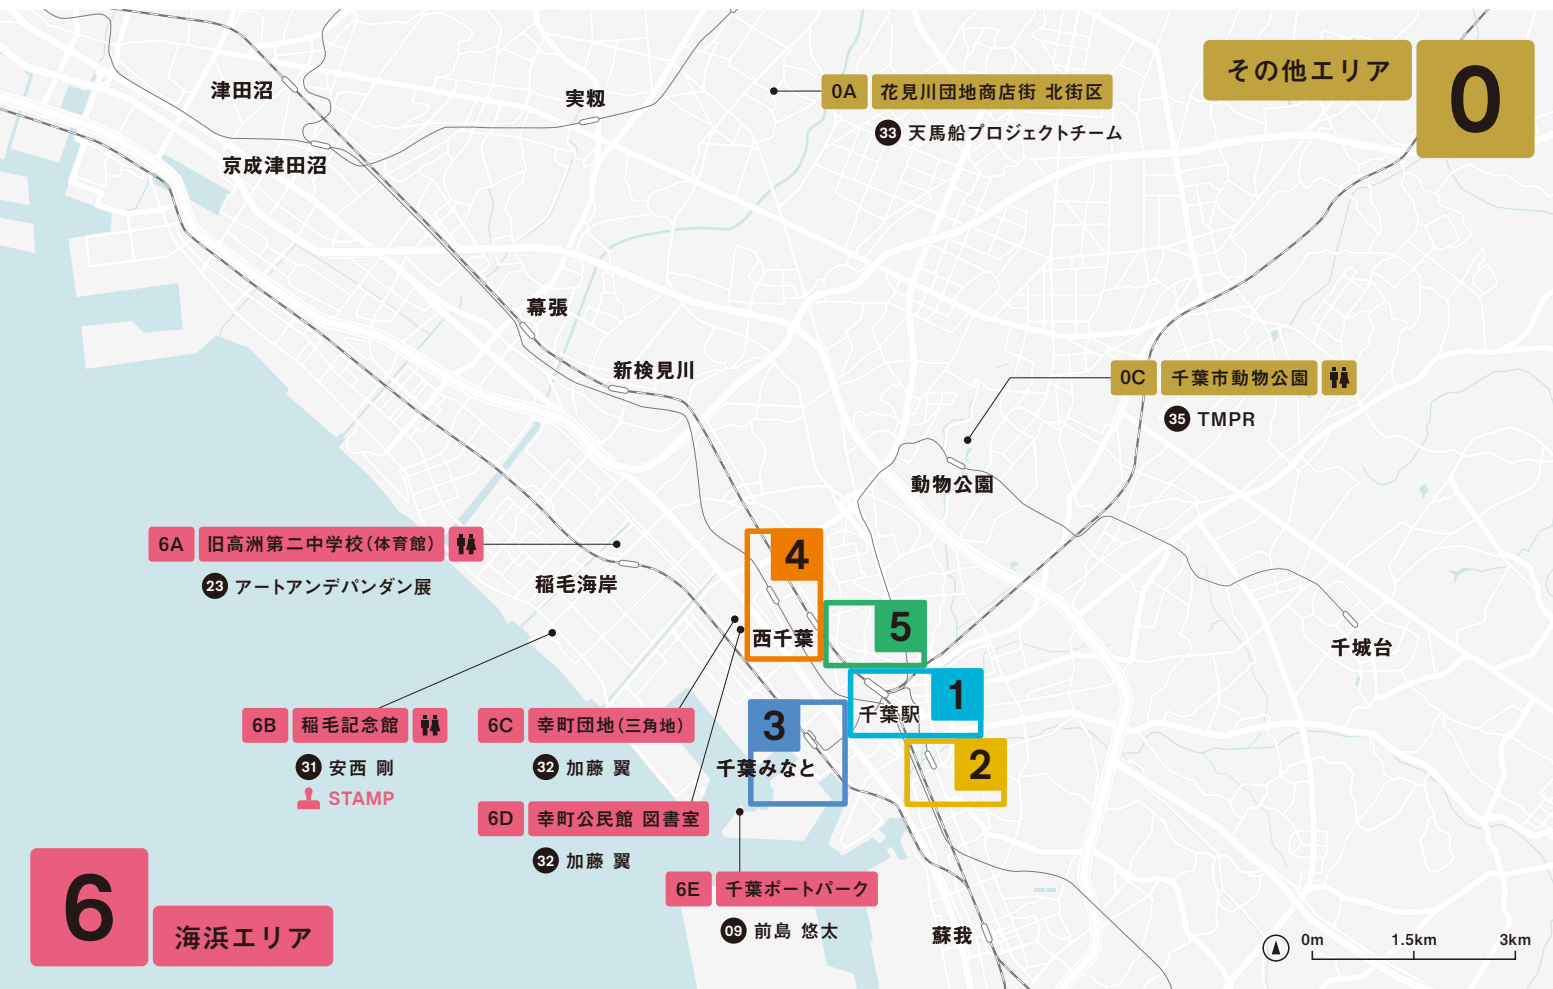 その他エリア
0
津田沼
実籾
京成津田沼
0A 花見川団地商店街 北街区
33 天馬船プロジェクトチーム
幕張
新検見川
0C 千葉市動物公園
35 TMPR
動物公園
6A 旧高洲第二中学校(体育館)
23 アートアンデパンダン展
稲毛海岸
4
西千葉
5
千城台
1
千葉駅
3
千葉みなと
2
6B 稲毛記念館
31 安西 剛
STAMP
6C 幸町団地(三角地)
32 加藤 翼
6D 幸町公民館 図書室
32 加藤 翼
6E 千葉ポートパーク
09 前島 悠太
蘇我
6
海浜エリア
0m 1.5km 3km